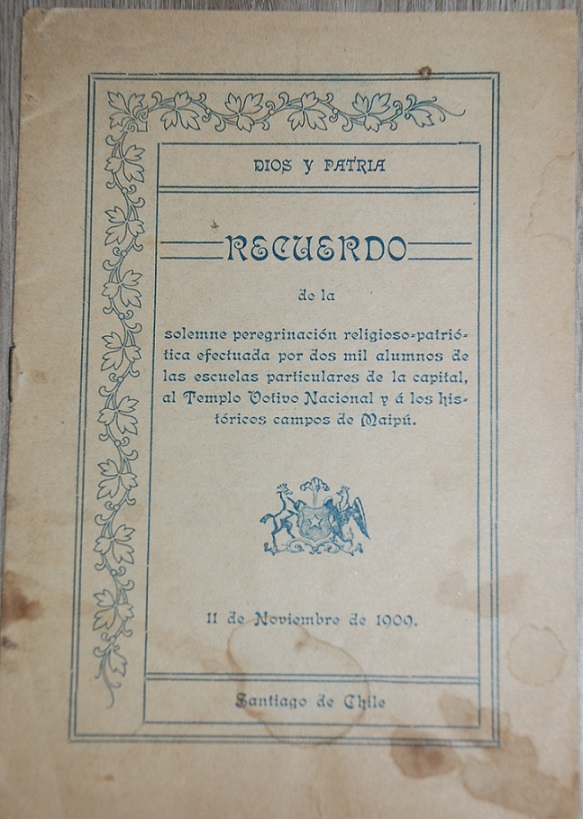 DIOS Y PATRIA
RECUERDO
de la
solemne peregrinación religioso-patrió-
tica efectuada por dos mil alumnos de
las escuelas particulares de la capital,
al Templo Votivo Nacional y á los his-
tóricos campos de Maipú.
11 de Noviembre de 1909.
Santiago de Chile